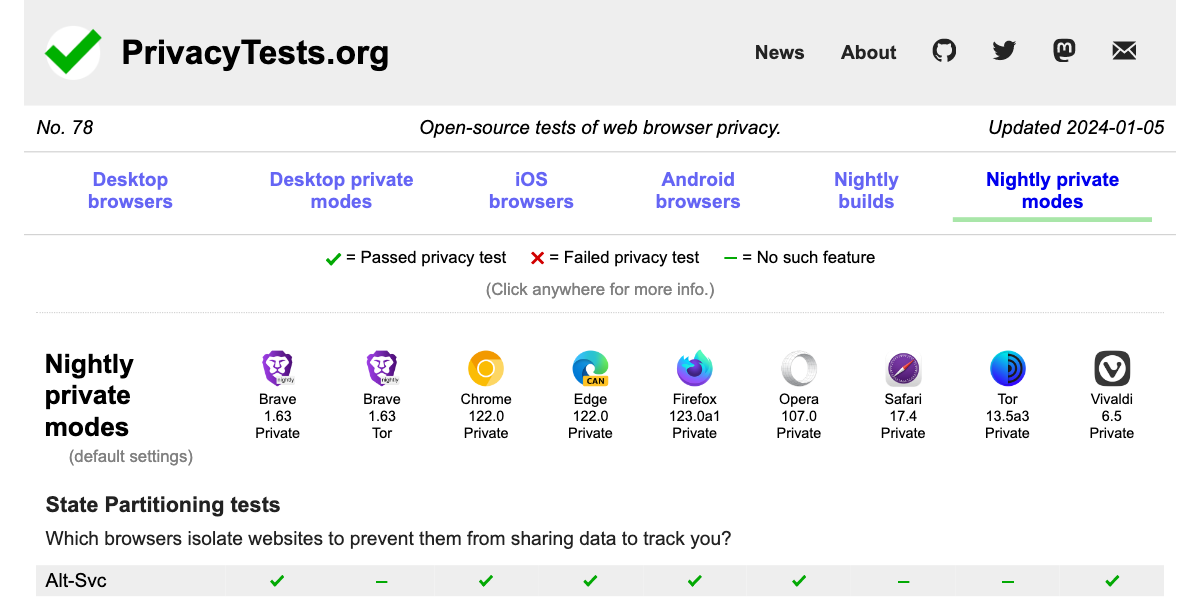 PrivacyTests.org
News About
No. 78 Open-source tests of web browser privacy. Updated 2024-01-05
Desktop browsers
Desktop private modes
iOS browsers
Android browsers
Nightly builds
Nightly private modes
= Passed privacy test = Failed privacy test = No such feature
(Click anywhere for more info.)
Nightly
private
modes
(default settings)
nightly
Brave
1.63
Private
nightly
Brave
1.63
Tor
Chrome
122.0
Private
CAN
Edge
122.0
Private
Firefox
123.0a1
Private
Opera
107.0
Private
Safari
17.4
Private
Tor
13.5a3
Private
Vivaldi
6.5
Private
State Partitioning tests
Which browsers isolate websites to prevent them from sharing data to track you?
Alt-Svc